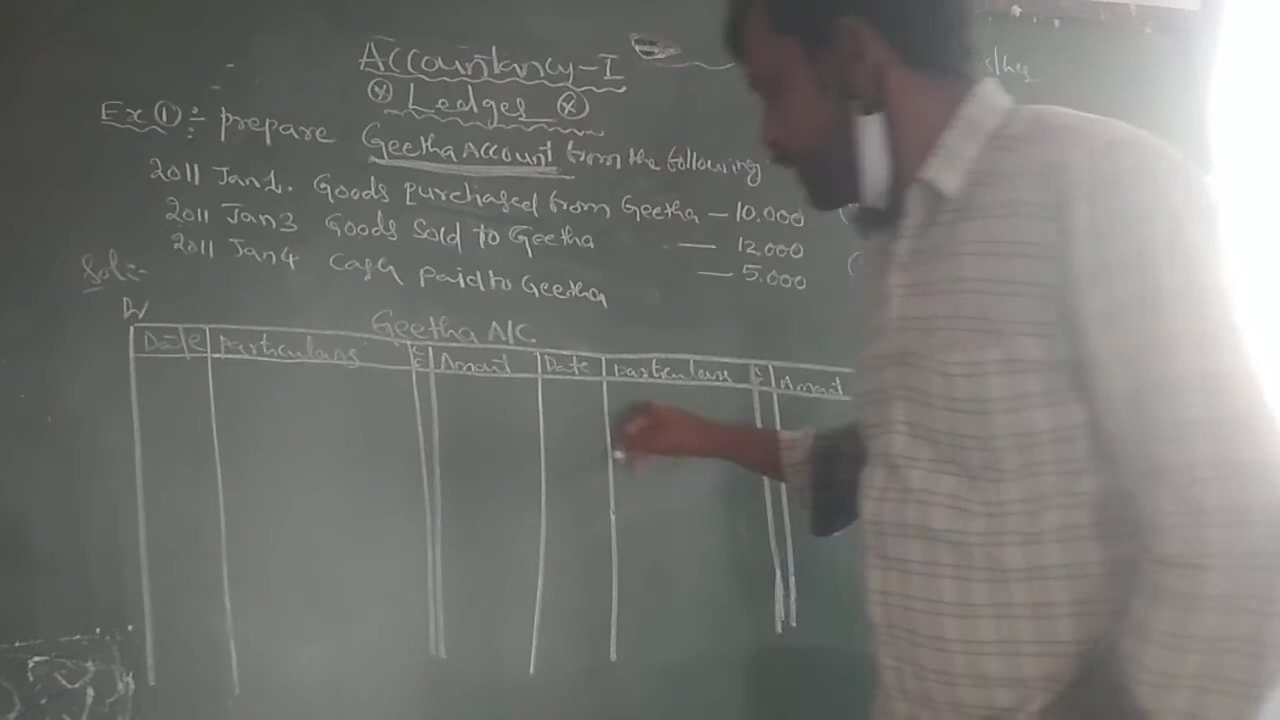 Accountancy-I
Ledger
Ex ① :- prepare Geetha Account from the following
2011 Jan 1. Goods purchased from Geetha - 10.000
2011 Jan 3 Goods Sold to Geetha - 12.000
2011 Jan 4 Cash paid to Geetha - 5.000
Sol:-
Dr Geetha A/C
Date Particulars Amount Date Particulars Amount